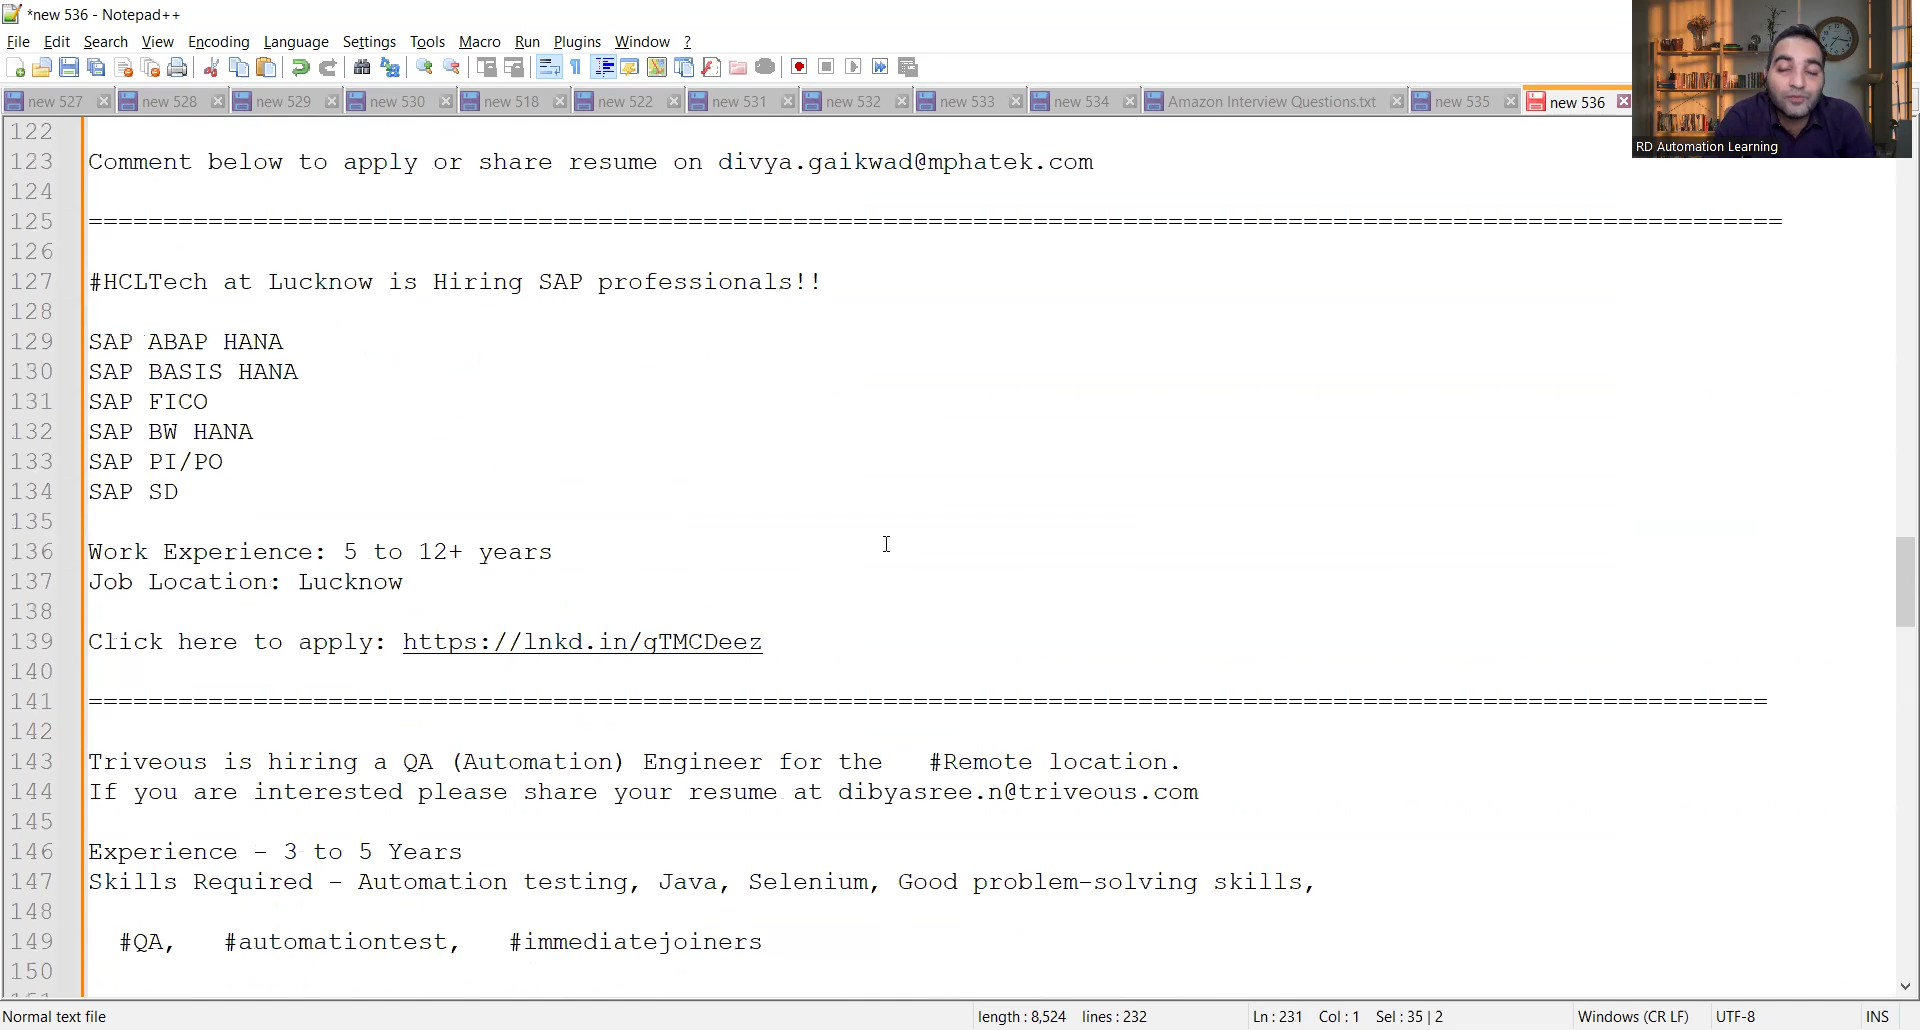 *new 536 - Notepad++
File Edit Search View Encoding Language Settings Tools Macro Run Plugins Window ?
new 527 new 528 new 529 new 530 new 518 new 522 new 531 new 532 new 533 new 534 Amazon Interview Questions.txt new 535 new 536
RD Automation Learning
122
123 Comment below to apply or share resume on divya.gaikwad@mphatek.com
124
125 =================================================================================================================
126
127 #HCLTech at Lucknow is Hiring SAP professionals!!
128
129 SAP ABAP HANA
130 SAP BASIS HANA
131 SAP FICO
132 SAP BW HANA
133 SAP PI/PO
134 SAP SD
135
136 Work Experience: 5 to 12+ years
137 Job Location: Lucknow
138
139 Click here to apply: https://lnkd.in/gTMCDeez
140
141 ================================================================================================================
142
143 Triveous is hiring a QA (Automation) Engineer for the   #Remote location.
144 If you are interested please share your resume at dibyasree.n@triveous.com
145
146 Experience - 3 to 5 Years
147 Skills Required - Automation testing, Java, Selenium, Good problem-solving skills,
148
149   #QA,   #automationtest,   #immediatejoiners
150
Normal text file length : 8,524 lines : 232 Ln : 231 Col : 1 Sel : 35 | 2 Windows (CR LF) UTF-8 INS